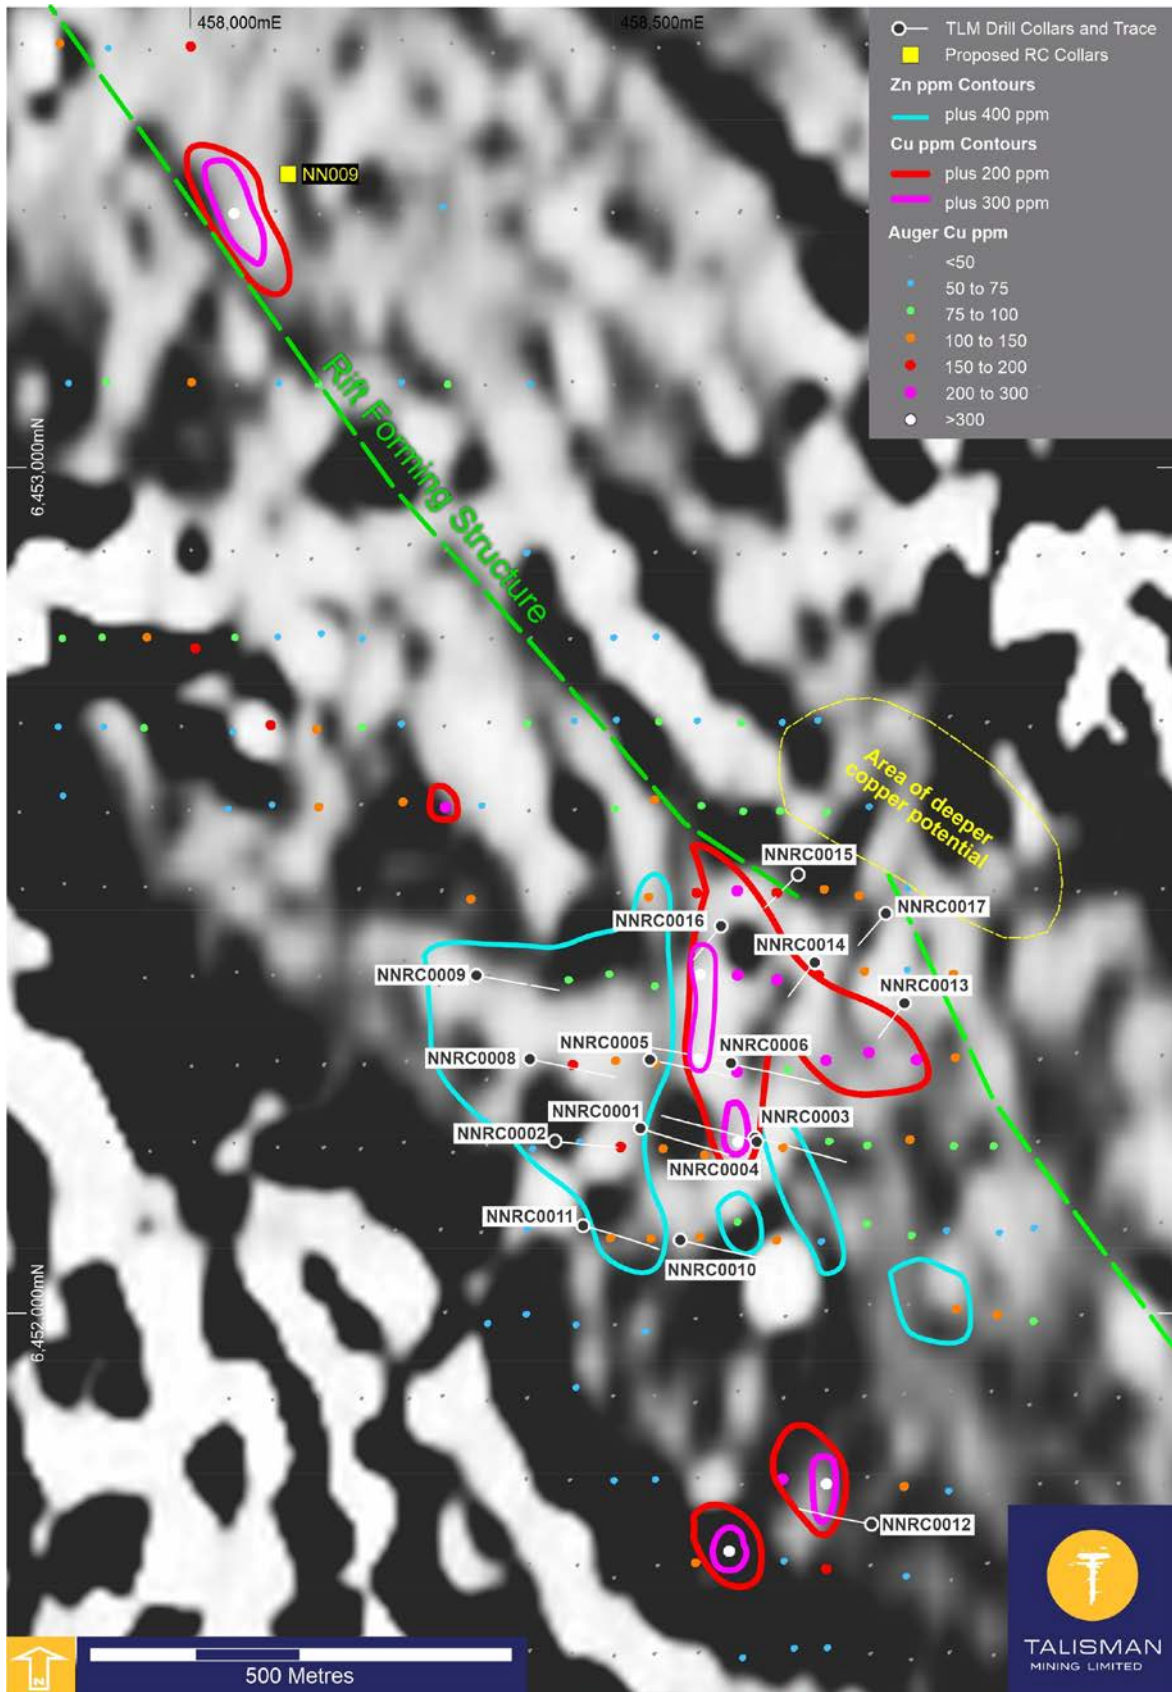 458,000mE
458,500mE
TLM Drill Collars and Trace
Proposed RC Collars
Zn ppm Contours
plus 400 ppm
Cu ppm Contours
plus 200 ppm
plus 300 ppm
Auger Cu ppm
<50
50 to 75
75 to 100
100 to 150
150 to 200
200 to 300
>300
NN009
Rift Forming Structure
6,453,000mN
Area of deeper
copper potential
NNRC0015
NNRC0017
NNRC0016
NNRC0014
NNRC0009
NNRC0013
NNRC0005
NNRC0006
NNRC0008
NNRC0001
NNRC0003
NNRC0002
NNRC0004
NNRC0011
NNRC0010
6,452,000mN
NNRC0012
N
500 Metres
TALISMAN
MINING LIMITED